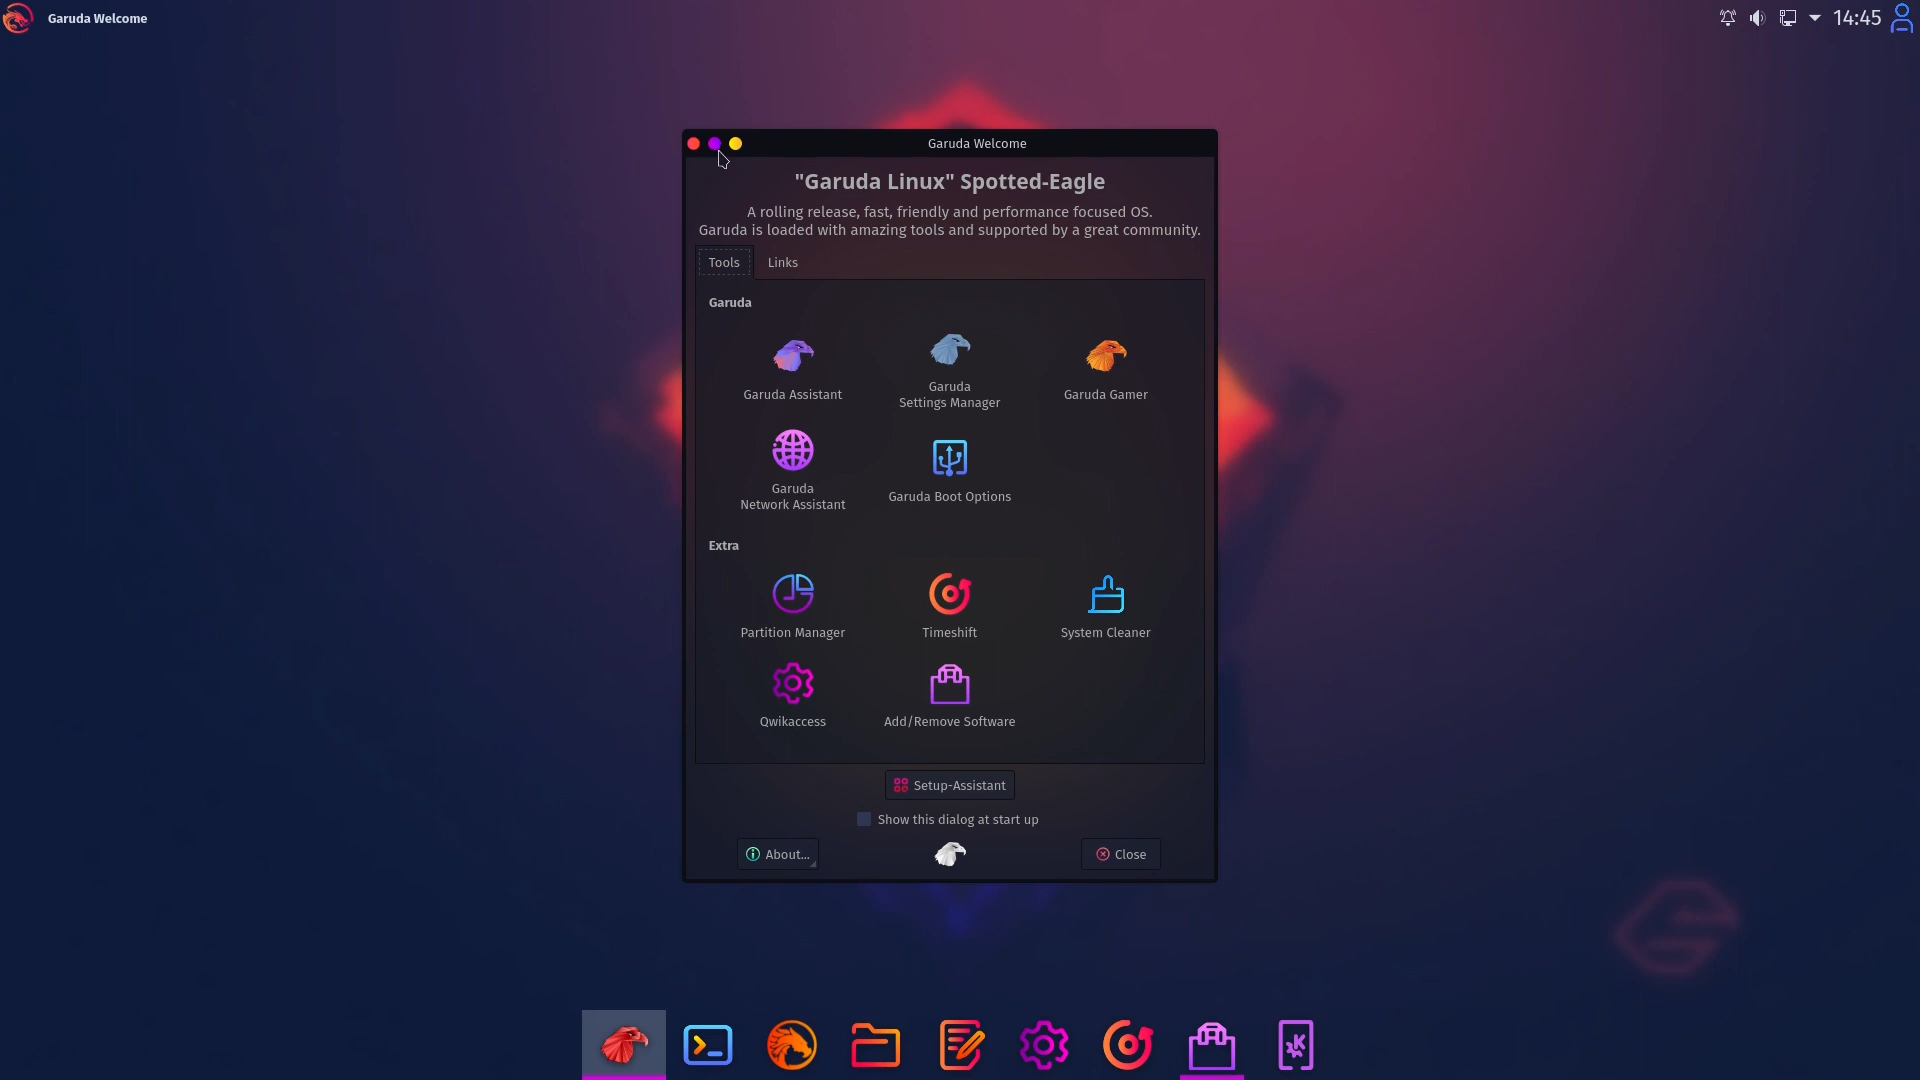 Garuda Welcome
14:45
Garuda Welcome
"Garuda Linux" Spotted-Eagle
A rolling release, fast, friendly and performance focused OS.
Garuda is loaded with amazing tools and supported by a great community.
Tools Links
Garuda
Garuda Assistant
Garuda
Settings Manager
Garuda Gamer
Garuda
Network Assistant
Garuda Boot Options
Extra
Partition Manager
Timeshift
System Cleaner
Qwikaccess
Add/Remove Software
Setup-Assistant
Show this dialog at start up
About...
Close